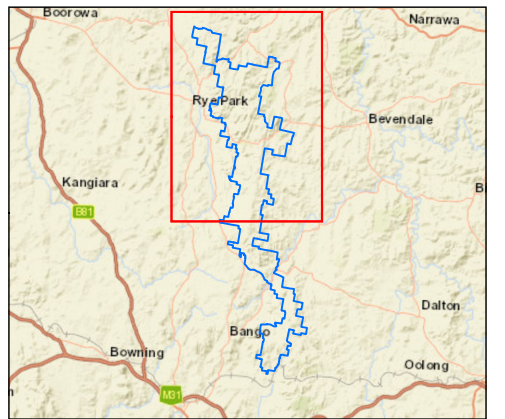 Boorowa
Narrawa
Rye Park
Bevendale
Kangiara
B
B81
Dalton
Bango
Bowning
Oolong
M31
n